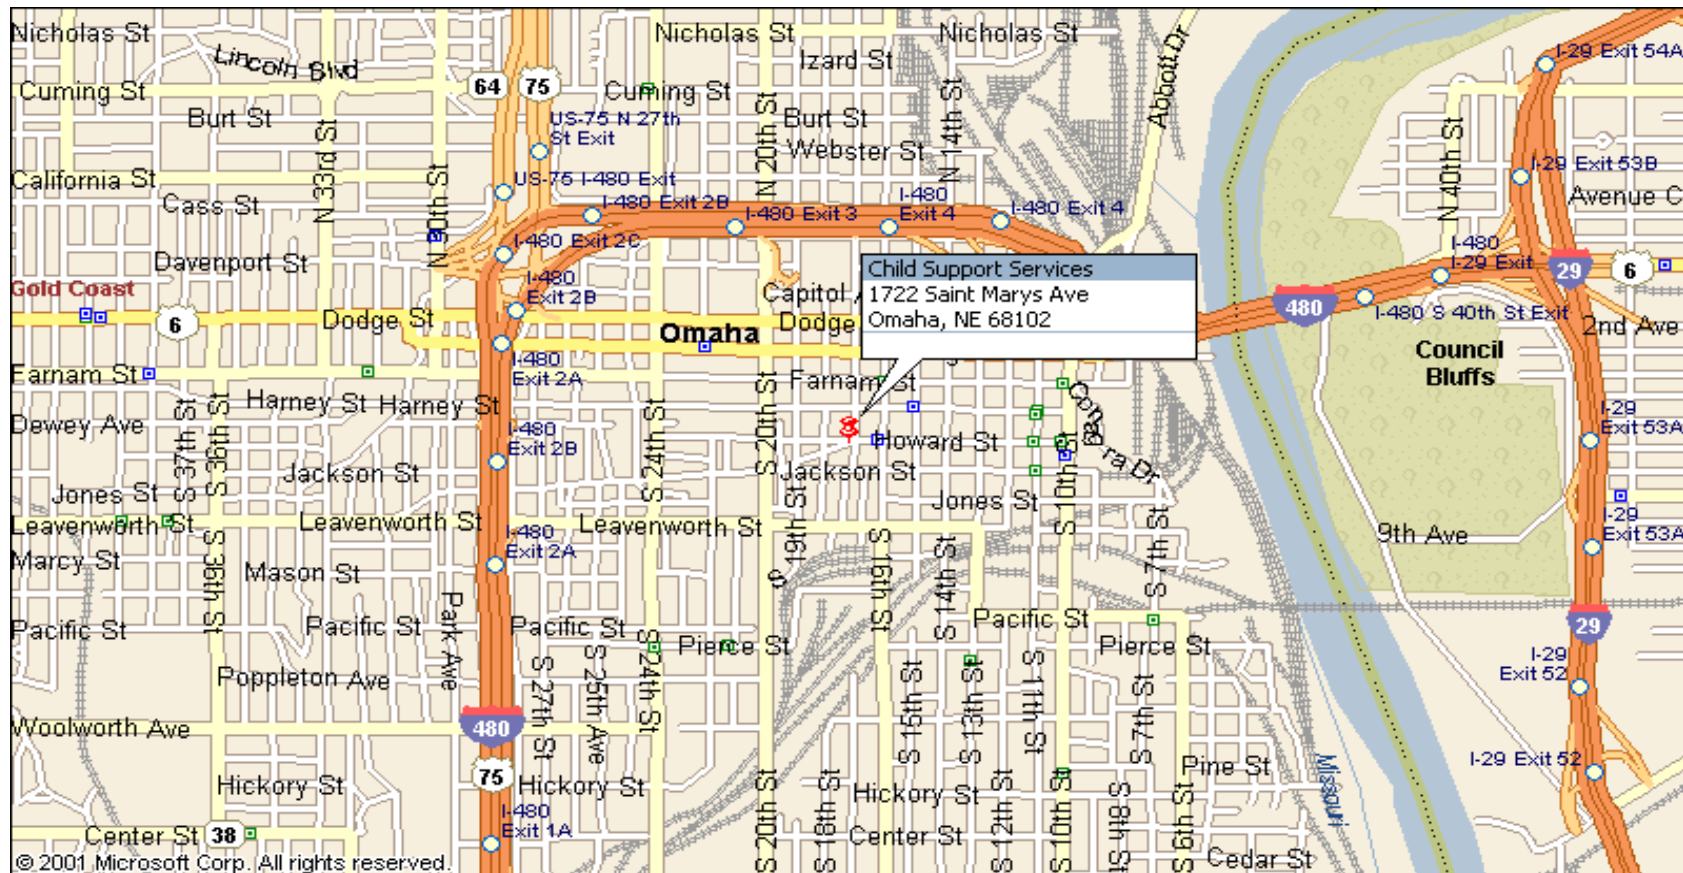 Nicholas St
Nicholas St
Nicholas St
Lincoln Blvd
Izard St
Abbott Dr
I-29 Exit 54A
Cuming St
64
75
Cuming St
N 20th St
N 14th St
Burt St
US-75 N 27th
St Exit
Burt St
N 33rd St
Webster St
N 40th St
I-29 Exit 53B
California St
US-75 I-480 Exit
N 30th St
Avenue C
Cass St
I-480 Exit 2B
I-480 Exit 3
I-480
Exit 4
I-480 Exit 4
I-480 Exit 2C
I-480
I-29 Exit
Davenport St
29
6
Child Support Services
1722 Saint Marys Ave
Omaha, NE 68102
Gold Coast
I-480
Exit 2B
Capitol
480
I-480 S 40th St Exit
6
Dodge St
Omaha
Dodge
2nd Ave
Council
Bluffs
Farnam St
I-480
Exit 2A
Farnam St
Harney St
Harney St
Conagra Dr
I-29
Exit 53A
Dewey Ave
S 37th St
S 36th St
S 24th St
S 20th St
Howard St
S 10th St
I-480
Exit 2B
Jackson St
Jackson St
Jones St
Jones St
S 19th St
S 7th St
I-29
Exit 53A
Leavenworth St
Leavenworth St
Leavenworth St
9th Ave
I-480
Exit 2A
Marcy St
S 36th St
Mason St
S 16th St
S 14th St
Park Ave
Pacific St
Pacific St
Pacific St
Pacific St
29
Pierce St
Pierce St
S 24th St
S 27th St
S 25th Ave
S 15th St
S 13th St
S 11th St
S 7th St
I-29
Exit 52
Poppleton Ave
Woolworth Ave
480
75
Hickory St
Hickory St
Hickory St
Pine St
I-29 Exit 52
Missouri
I-480
Exit 1A
S 20th St
S 18th St
S 12th St
S 10th St
S 8th St
S 6th St
Center St
38
Center St
Cedar St
© 2001 Microsoft Corp. All rights reserved.